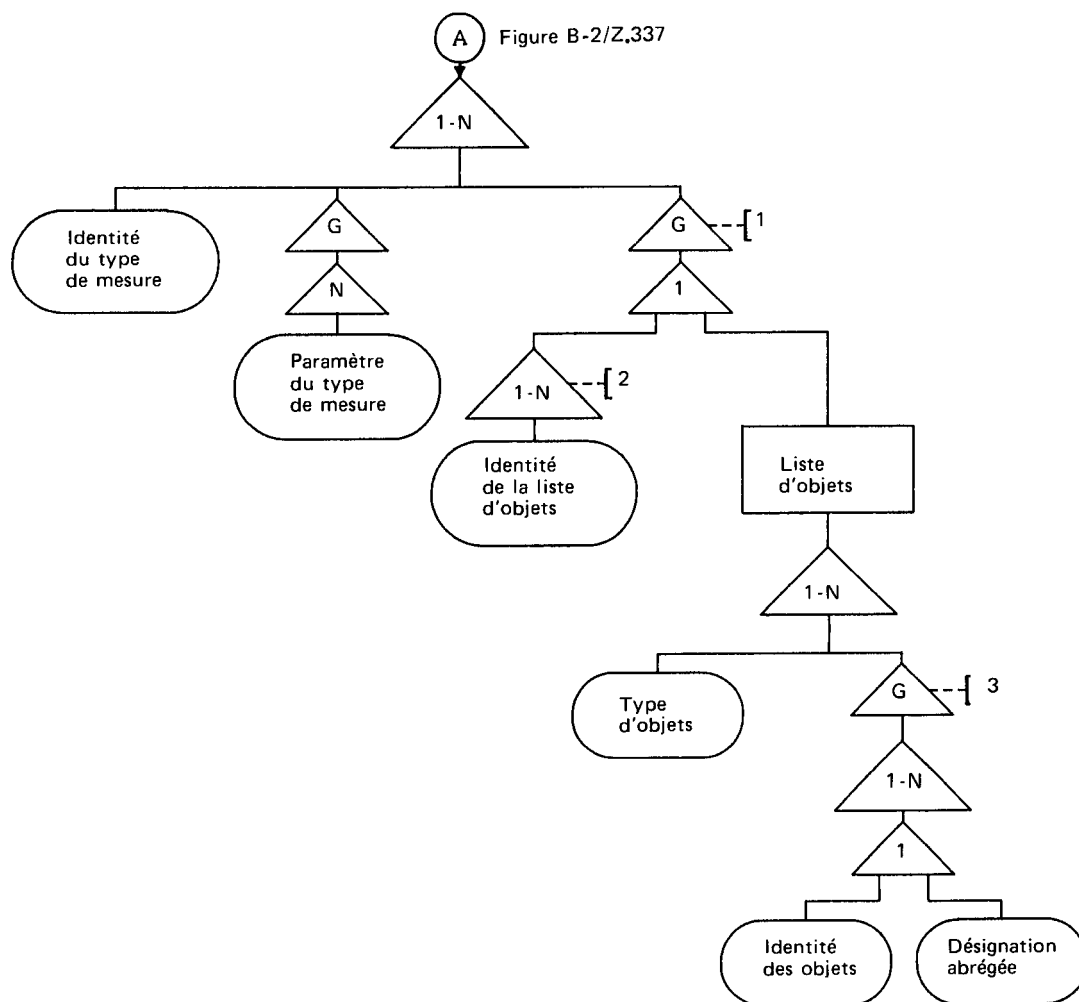 A
Figure B-2/Z.337
1-N
Identité
du type
de mesure
G
N
Paramètre
du type
de mesure
G
1
1
1-N
2
Identité
de la liste
d'objets
Liste
d'objets
1-N
Type
d'objets
G
3
1-N
1
Identité
des objets
Désignation
abrégée